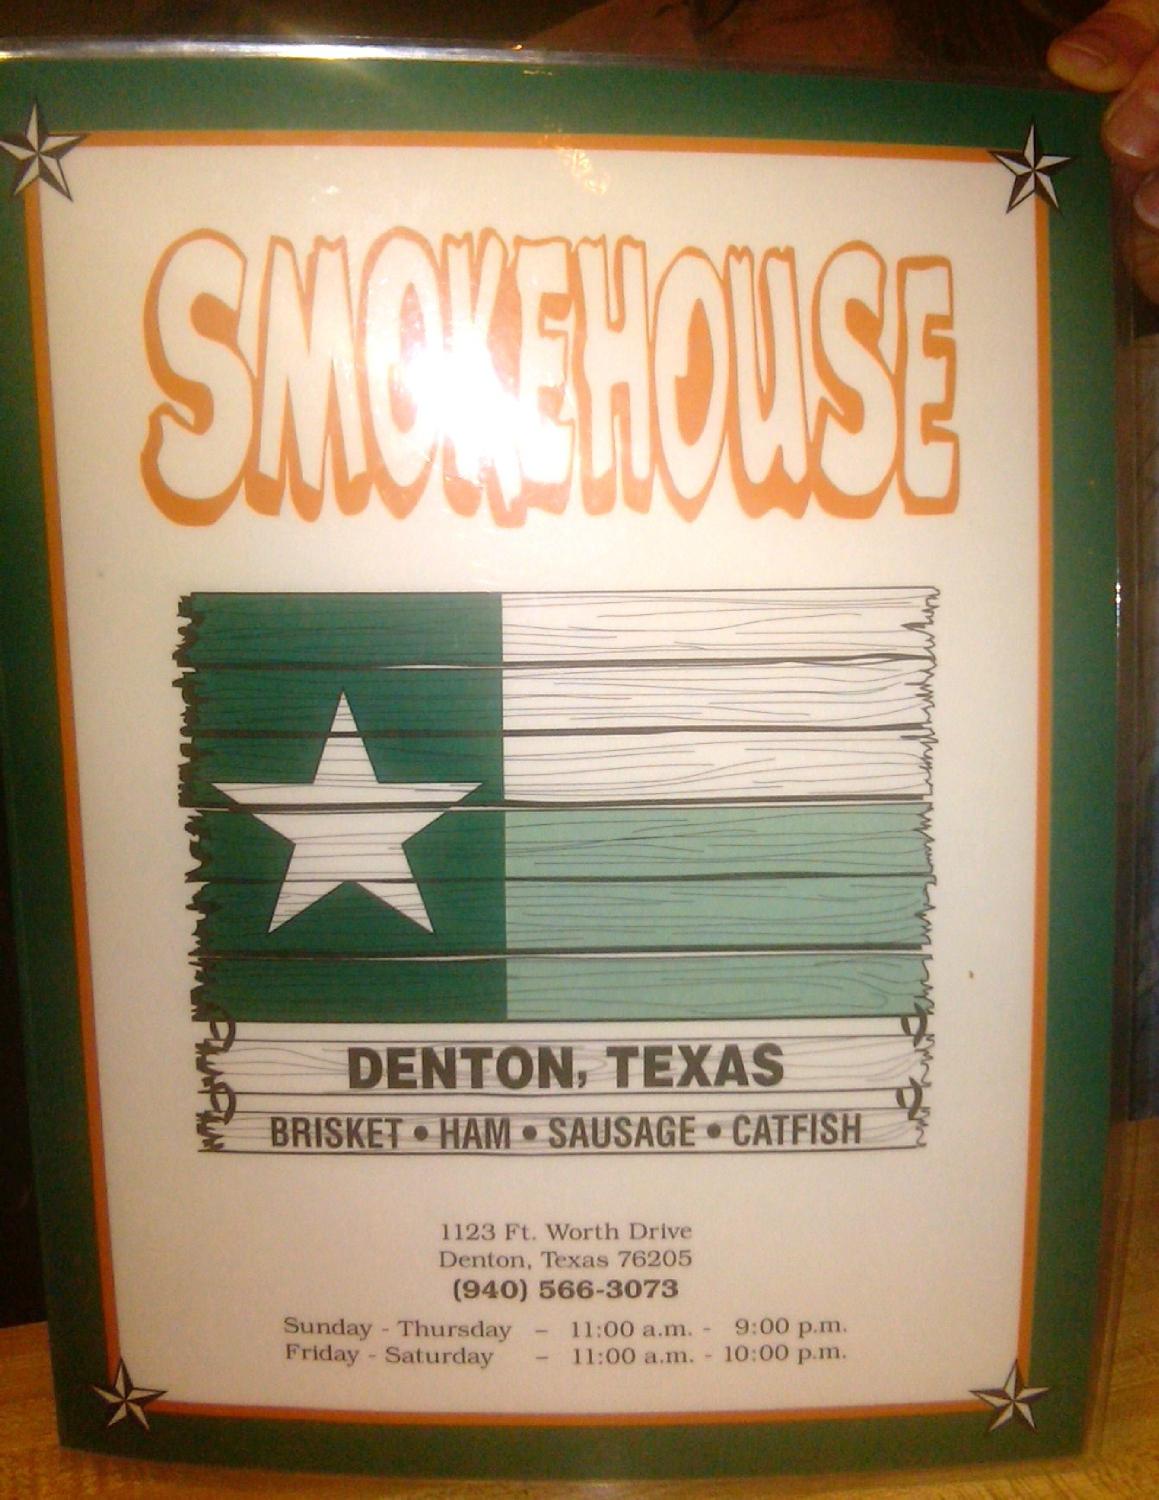 SMOKEHOUSE
DENTON, TEXAS
BRISKET • HAM • SAUSAGE • CATFISH
1123 Ft. Worth Drive
Denton, Texas 76205
(940) 566-3073
Sunday - Thursday – 11:00 a.m. - 9:00 p.m.
Friday - Saturday – 11:00 a.m. - 10:00 p.m.